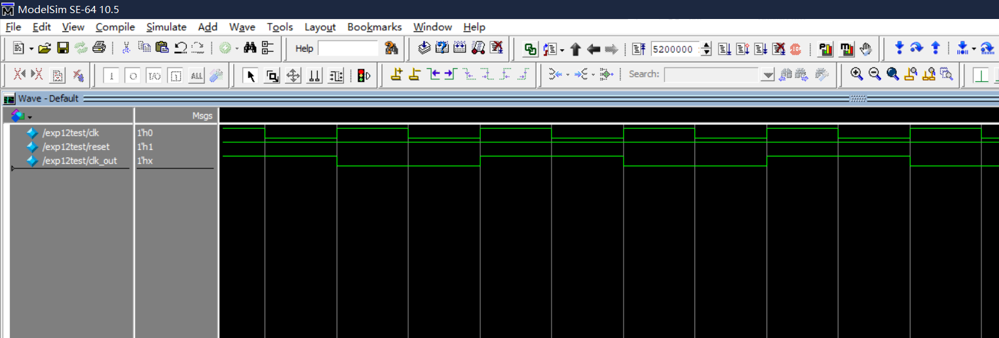 ModelSim SE-64 10.5
File Edit View Compile Simulate Add Wave Tools Layout Bookmarks Window Help
Help 5200000
ALL Search:
Wave - Default
Msgs
/exp12test/clk 1'h0
/exp12test/reset 1'h1
/exp12test/clk_out 1'hx